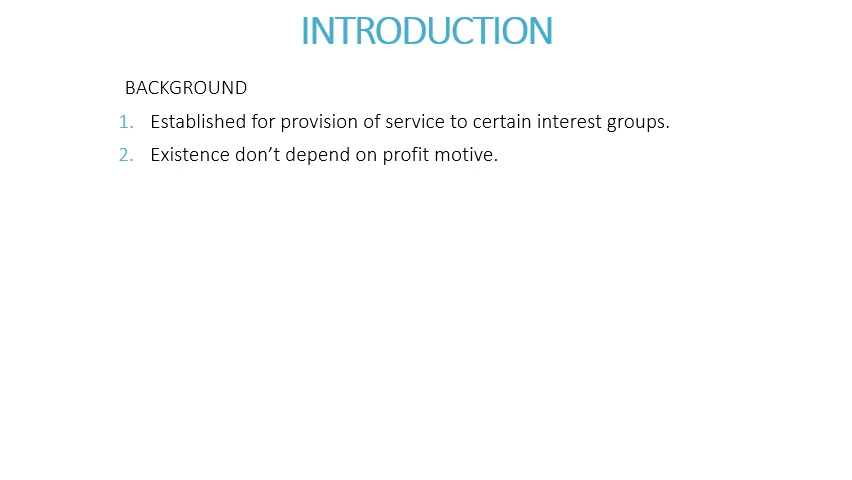 INTRODUCTION
BACKGROUND
1. Established for provision of service to certain interest groups.
2. Existence don’t depend on profit motive.